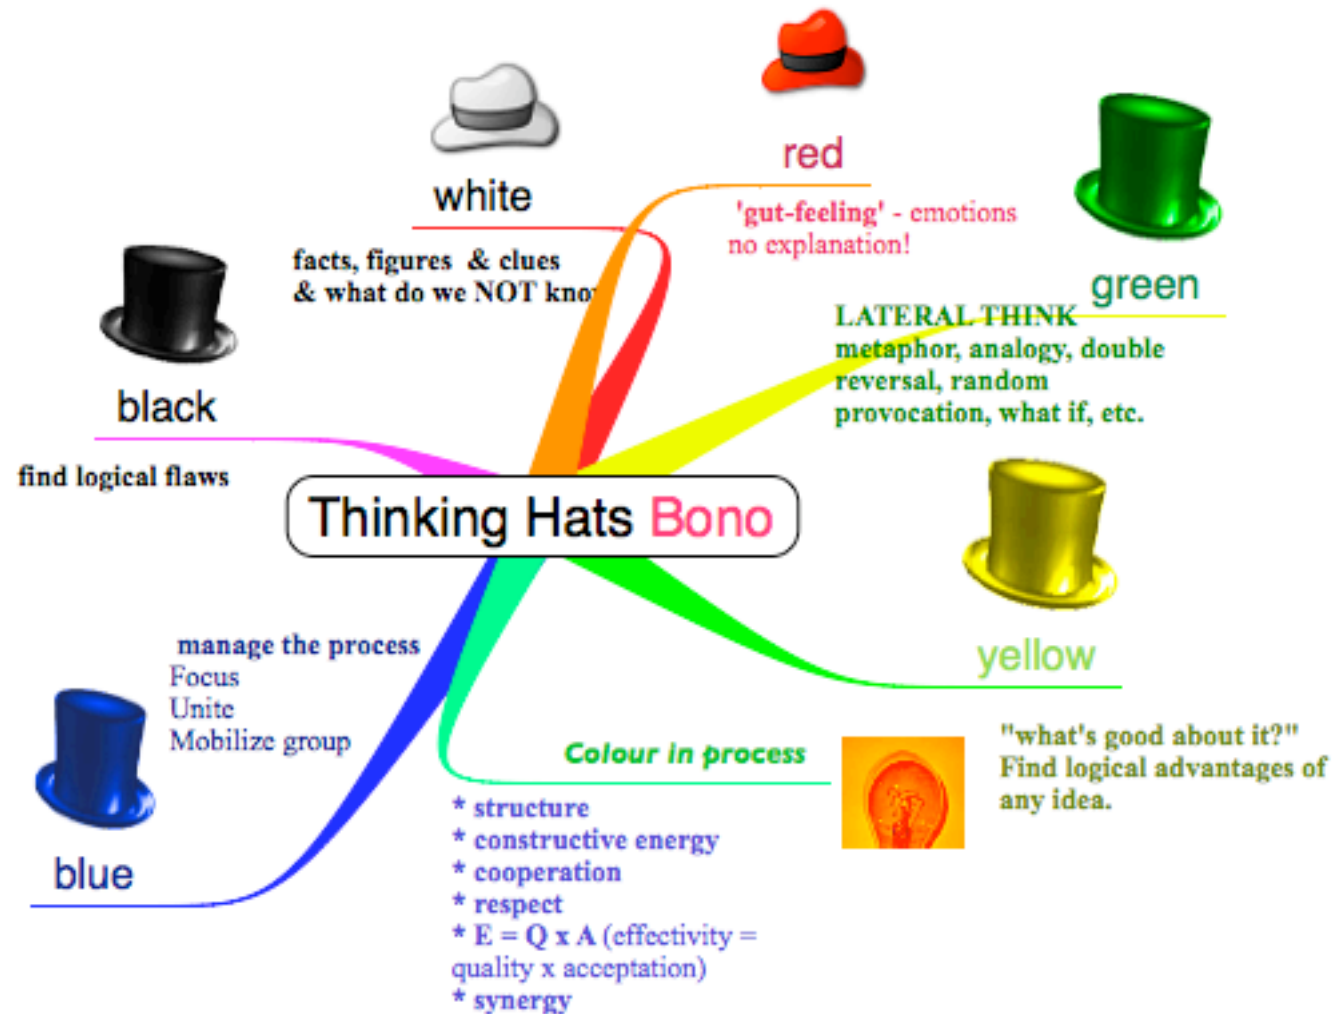 red
white
'gut-feeling' - emotions
no explanation!
facts, figures & clues
& what do we NOT kno
green
LATERAL THINK
metaphor, analogy, double
reversal, random
provocation, what if, etc.
black
find logical flaws
Thinking Hats Bono
yellow
"what's good about it?"
Find logical advantages of
any idea.
manage the process
Focus
Unite
Mobilize group
blue
Colour in process
* structure
* constructive energy
* cooperation
* respect
* E = Q x A (effectivity =
quality x acceptation)
* synergy